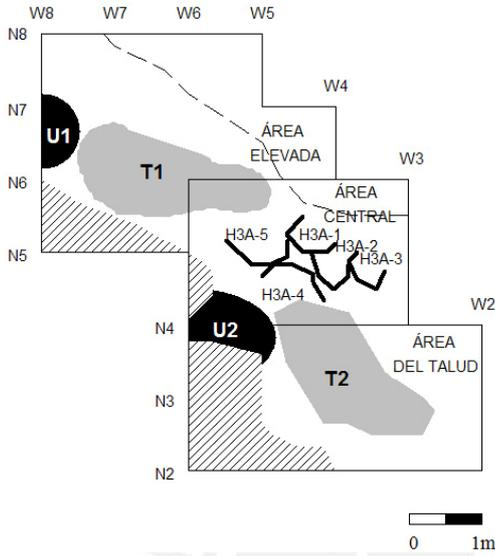 W8 W7 W6 W5
N8
W4
N7
U1
ÁREA
ELEVADA
W3
T1
N6
ÁREA
CENTRAL
H3A-5 H3A-1
H3A-2
N5
H3A-3
H3A-4
W2
N4
U2
ÁREA
DEL TALUD
T2
N3
N2
0 1m